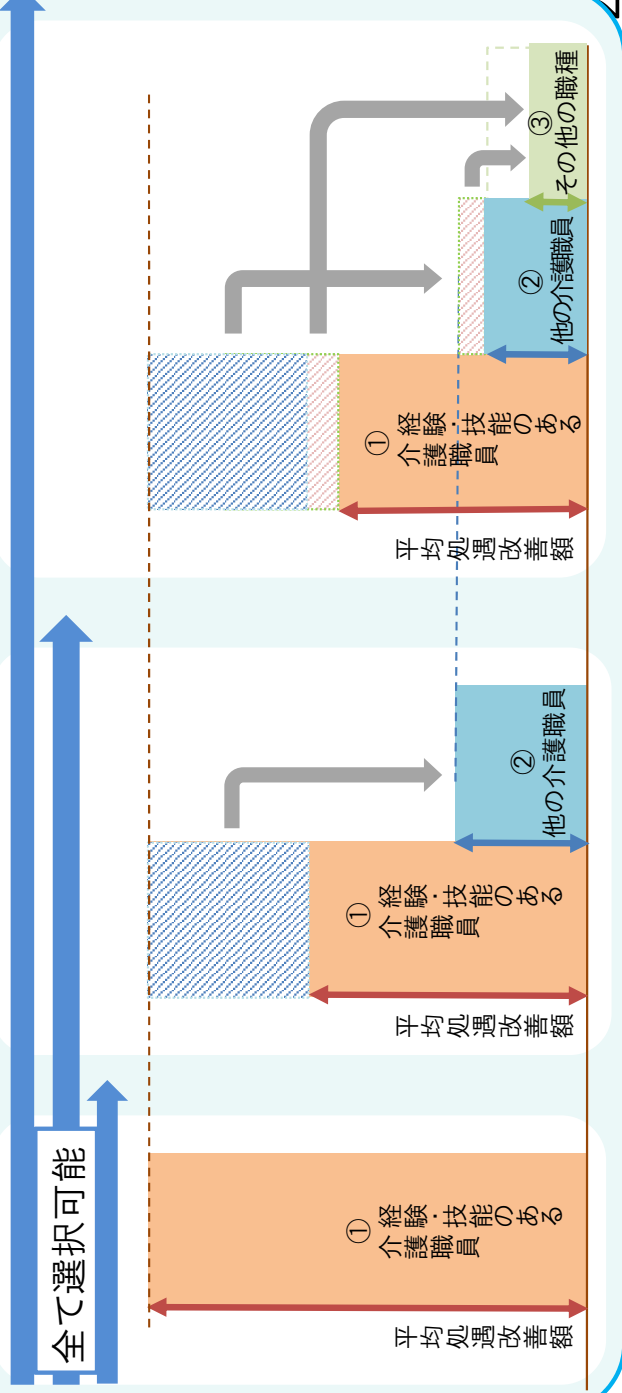 全て選択可能
平均処遇改善額
①
経験・技能のある
介護職員
平均処遇改善額
①
経験・技能のある
介護職員
②
他の介護職員
平均処遇改善額
①
経験・技能のある
介護職員
②
他の介護職員
③
その他の職種